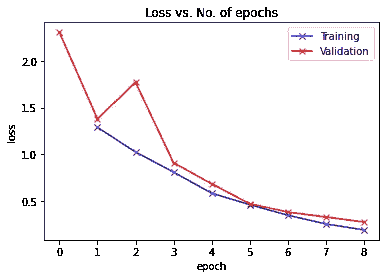 Loss vs. No. of epochs
Training
Validation
loss
2.0
1.5
1.0
0.5
0 1 2 3 4 5 6 7 8
epoch